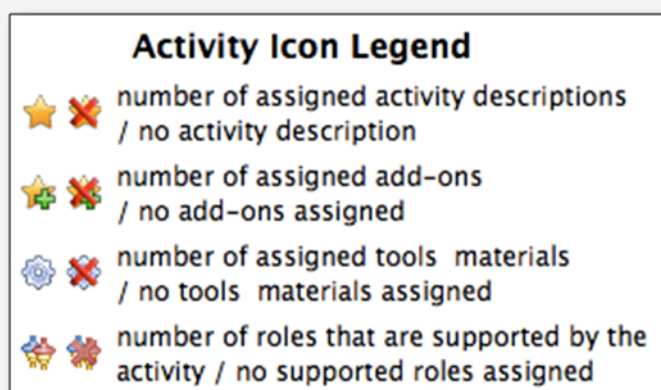 Activity Icon Legend
number of assigned activity descriptions
/ no activity description
number of assigned add-ons
/ no add-ons assigned
number of assigned tools  materials
/ no tools  materials assigned
number of roles that are supported by the
activity / no supported roles assigned